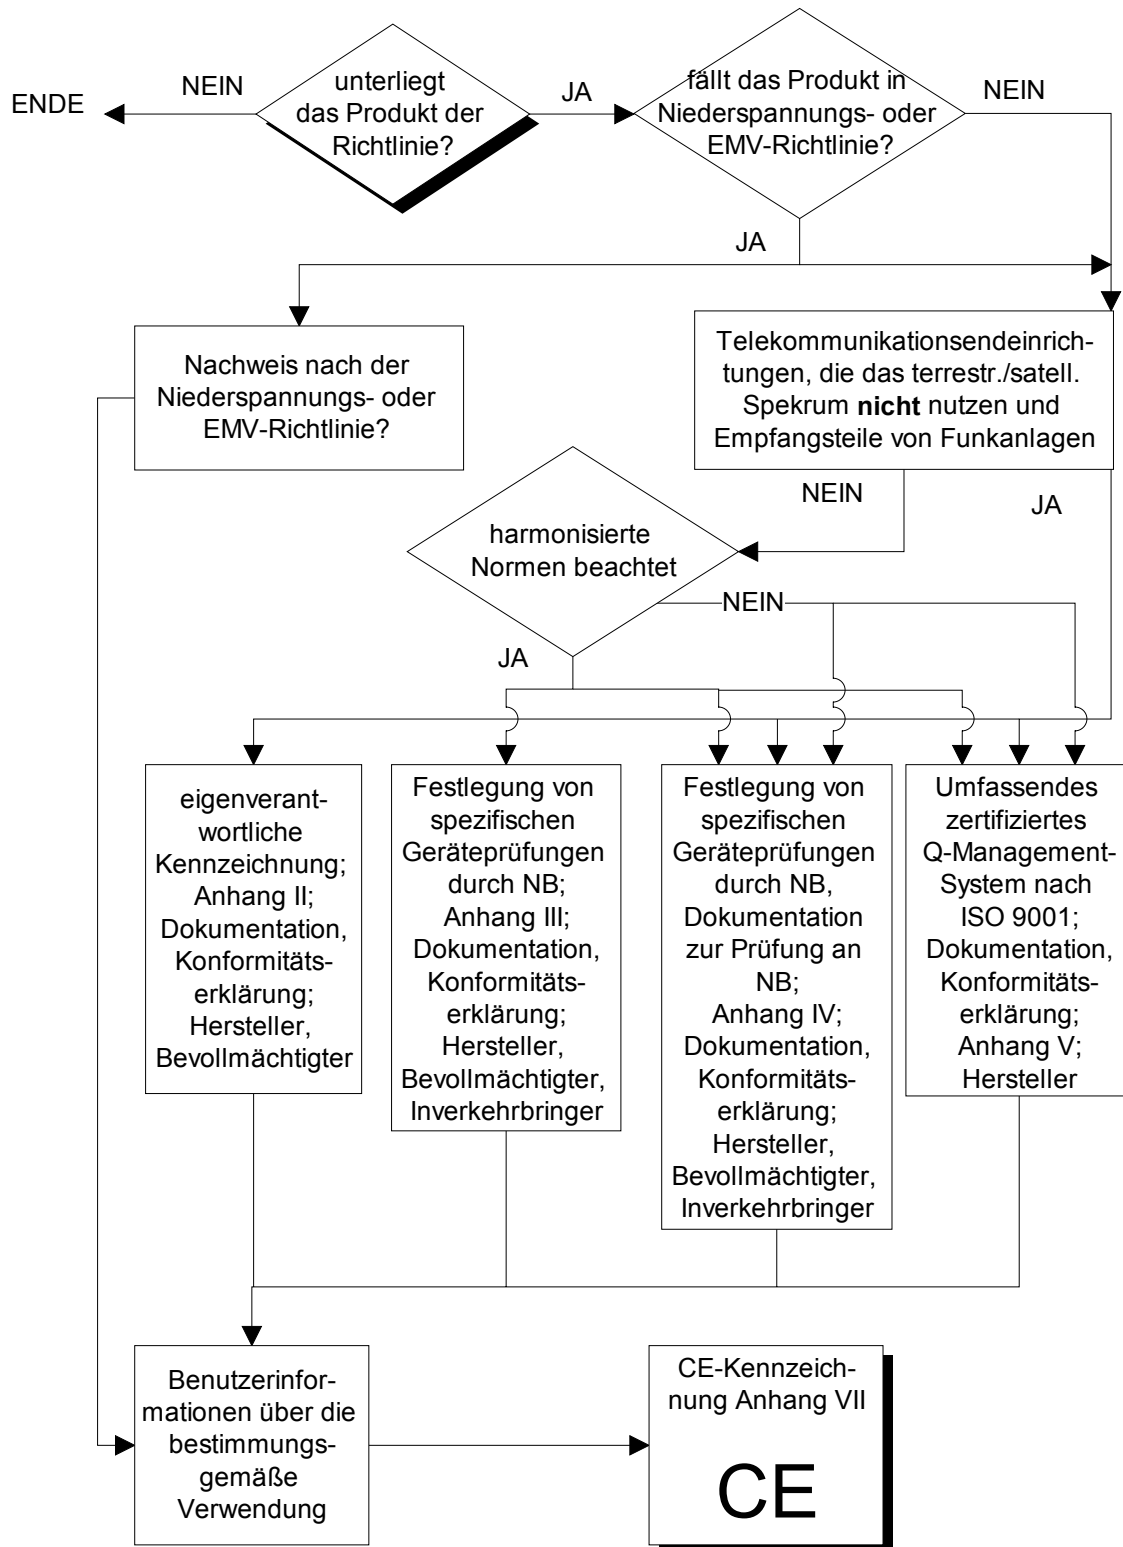 ENDE
NEIN
unterliegt
das Produkt der
Richtlinie?
JA
fällt das Produkt in
Niederspannungs- oder
EMV-Richtlinie?
NEIN
JA
Nachweis nach der
Niederspannungs- oder
EMV-Richtlinie?
Telekommunikationsendeinrich-
tungen, die das terrestr./satell.
Spekrum nicht nutzen und
Empfangsteile von Funkanlagen
NEIN
JA
harmonisierte
Normen beachtet
NEIN
JA
eigenverant-
wortliche
Kennzeichnung;
Anhang II;
Dokumentation,
Konformitäts-
erklärung;
Hersteller,
Bevollmächtigter
Festlegung von
spezifischen
Geräteprüfungen
durch NB;
Anhang III;
Dokumentation,
Konformitäts-
erklärung;
Hersteller,
Bevollmächtigter,
Inverkehrbringer
Festlegung von
spezifischen
Geräteprüfungen
durch NB,
Dokumentation
zur Prüfung an
NB;
Anhang IV;
Dokumentation,
Konformitäts-
erklärung;
Hersteller,
Bevollmächtigter,
Inverkehrbringer
Umfassendes
zertifiziertes
Q-Management-
System nach
ISO 9001;
Dokumentation,
Konformitäts-
erklärung;
Anhang V;
Hersteller
Benutzerinfor-
mationen über die
bestimmungs-
gemäße
Verwendung
CE-Kennzeich-
nung Anhang VII
CE